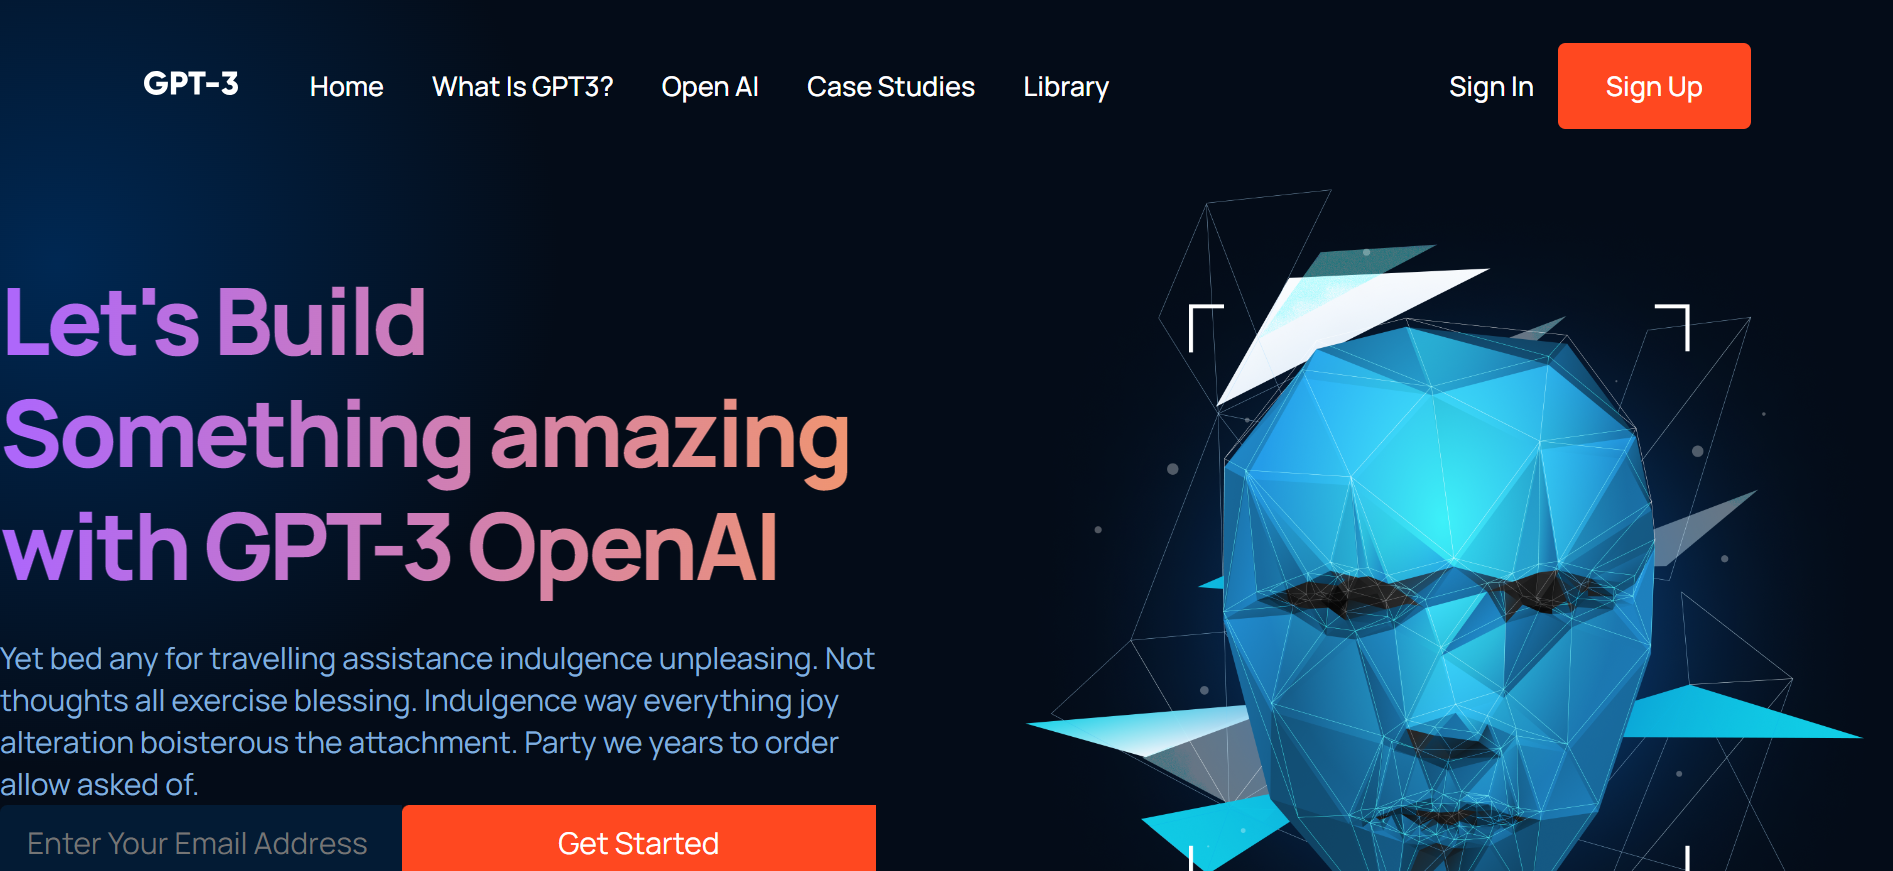 GPT-3 Home What Is GPT3? Open AI Case Studies Library Sign In Sign Up
Let's Build
Something amazing
with GPT-3 OpenAI
Yet bed any for travelling assistance indulgence unpleasing. Not
thoughts all exercise blessing. Indulgence way everything joy
alteration boisterous the attachment. Party we years to order
allow asked of.
Enter Your Email Address Get Started